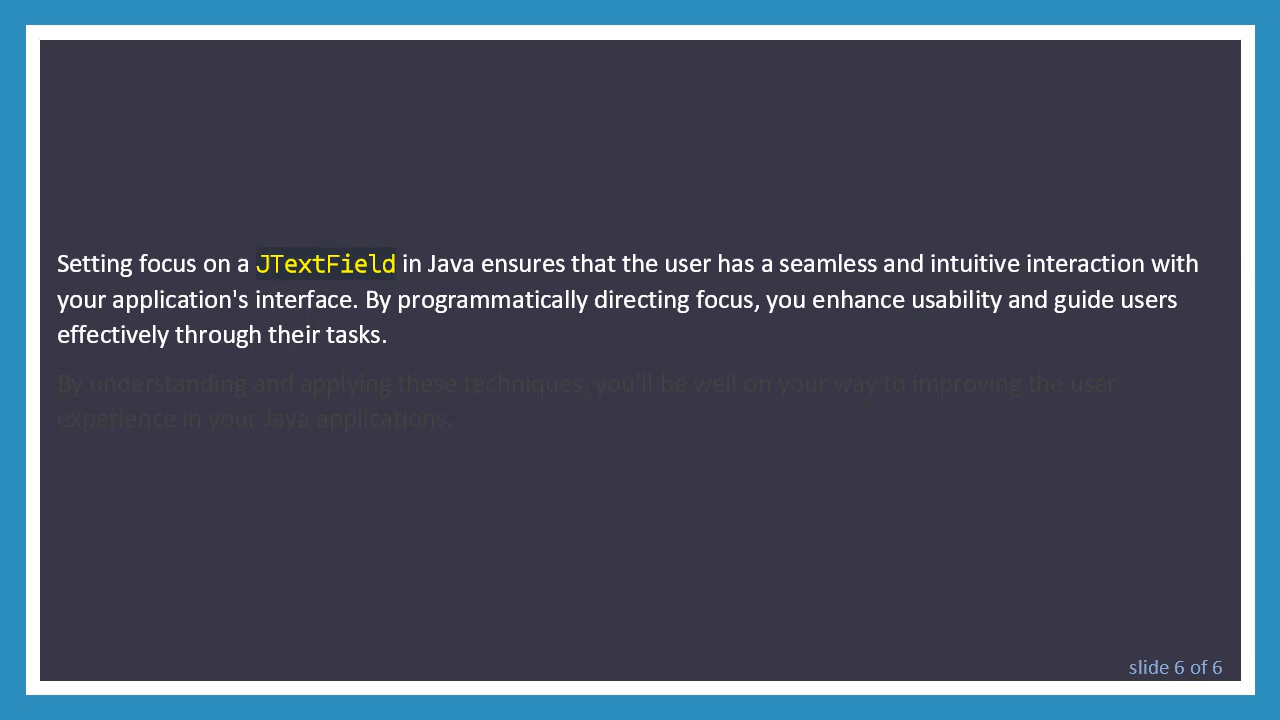 Setting focus on a JTextField in Java ensures that the user has a seamless and intuitive interaction with
your application's interface. By programmatically directing focus, you enhance usability and guide users
effectively through their tasks.
By understanding and applying these techniques, you'll be well on your way to improving the user
experience in your Java applications.
slide 6 of 6